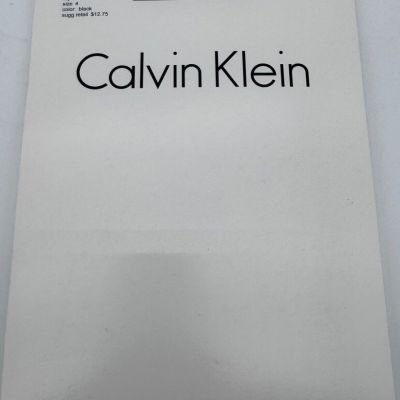 size 4
color: black
sugg retail $12.75
Calvin Klein